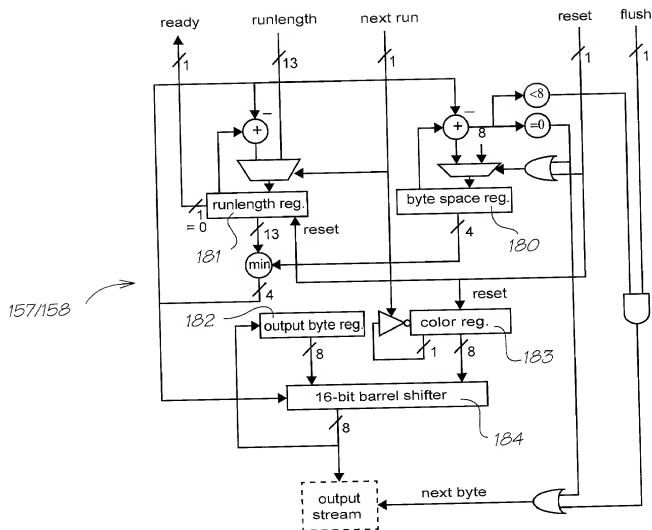 ready
runlength
next run
reset
flush
1
13
1
1
1
−
+
−
+
8
<8
=0
runlength reg.
byte space reg.
1
= 0
181
13
reset
4
180
min
4
reset
157/158
182
output byte reg.
color reg.
8
1
8
183
16-bit barrel shifter
8
184
output
stream
next byte